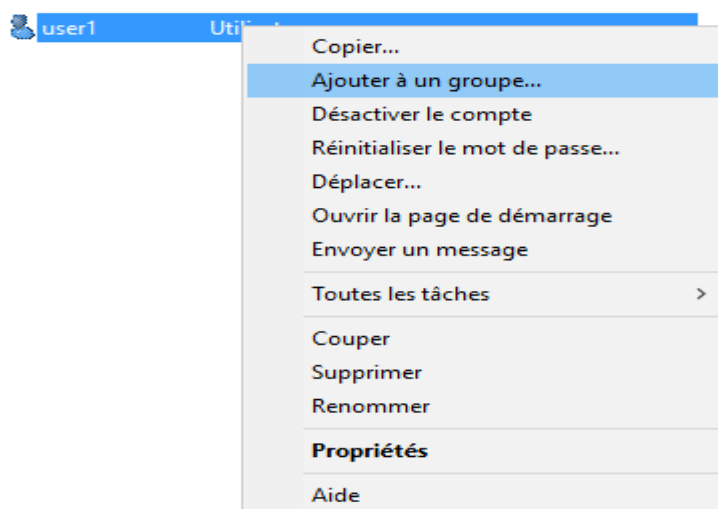 user1
Copier...
Ajouter à un groupe...
Désactiver le compte
Réinitialiser le mot de passe...
Déplacer...
Ouvrir la page de démarrage
Envoyer un message
Toutes les tâches >
Couper
Supprimer
Renommer
Propriétés
Aide